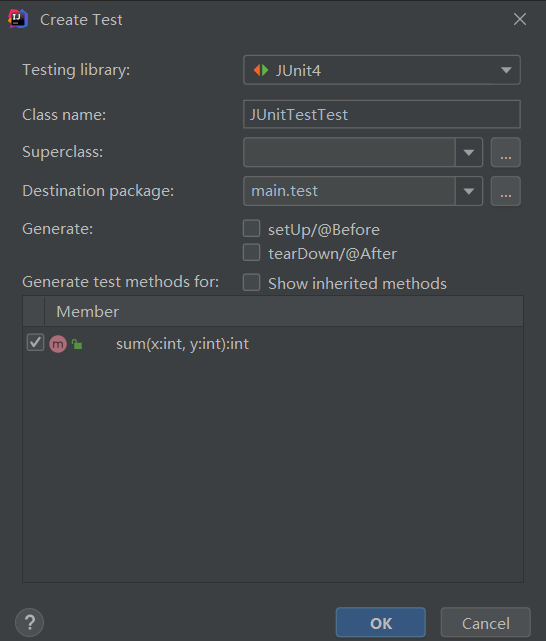 Create Test
Testing library: JUnit4
Class name: JUnitTestTest
Superclass: ...
Destination package: main.test ...
Generate: setUp/@Before
tearDown/@After
Generate test methods for: Show inherited methods
Member
m sum(x:int, y:int):int
? OK Cancel